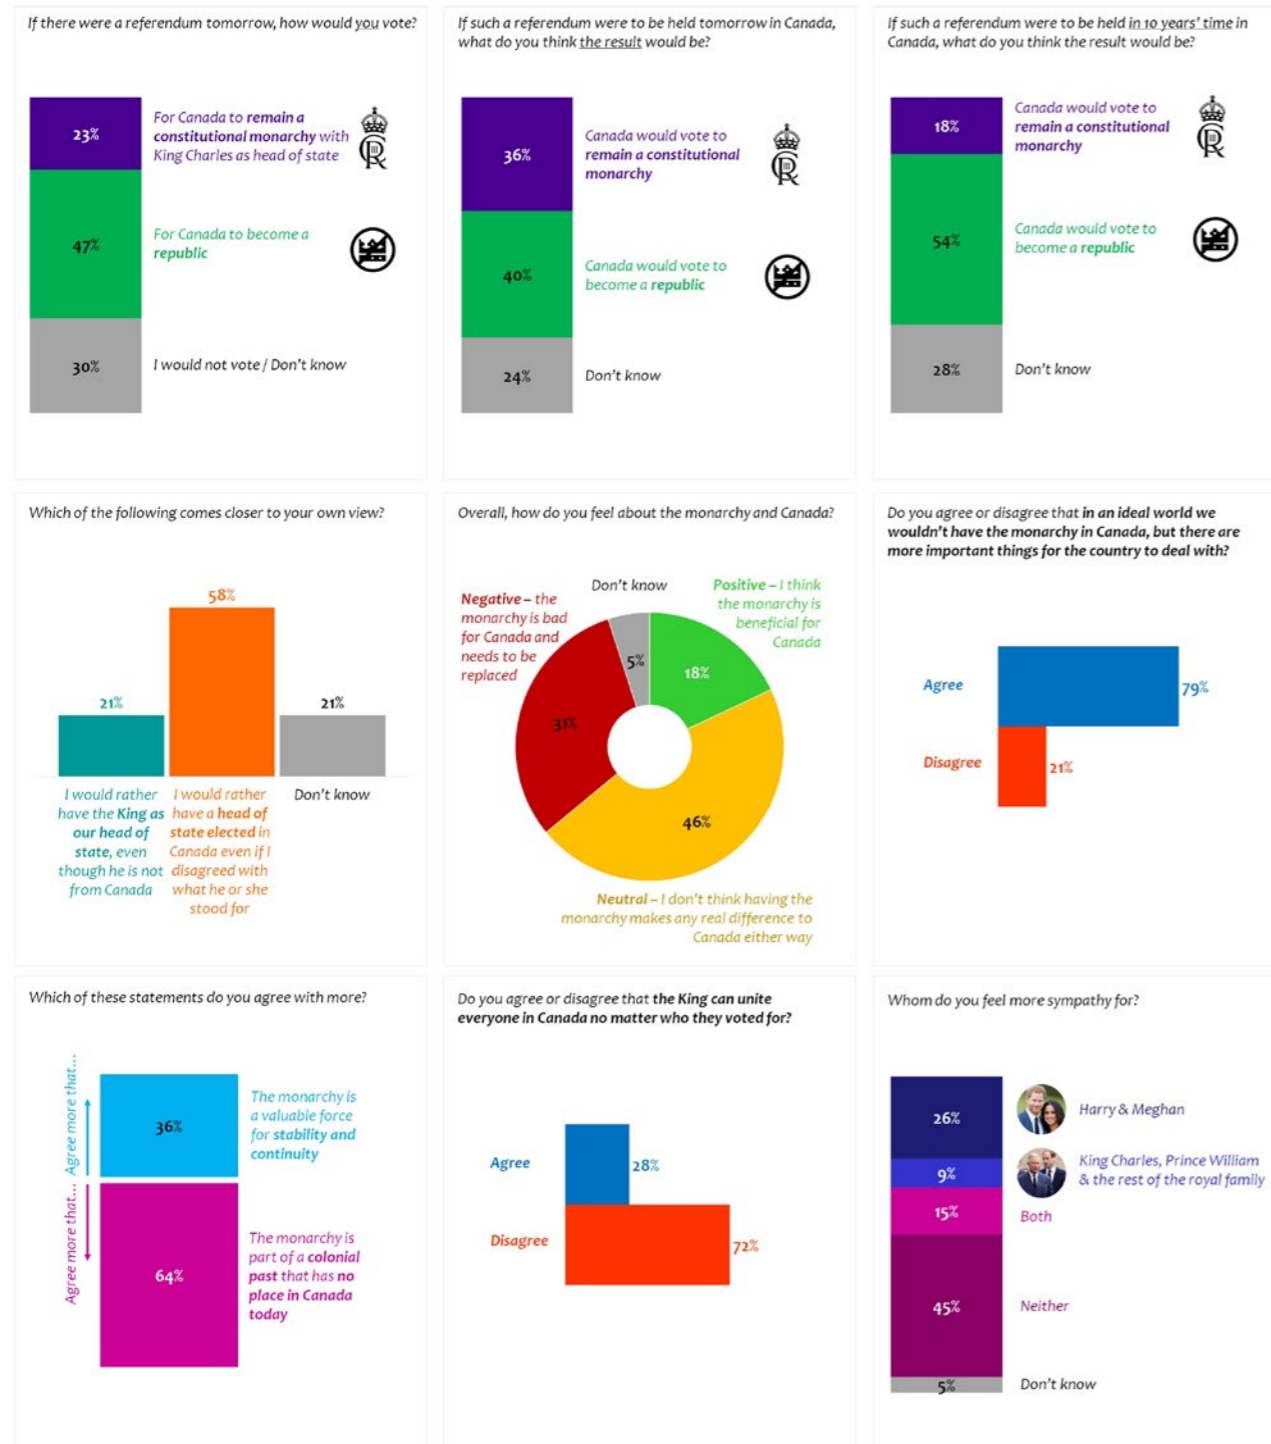 If there were a referendum tomorrow, how would you vote?
23%
For Canada to remain a
constitutional monarchy with
King Charles as head of state
47%
For Canada to become a
republic
30%
I would not vote / Don't know
If such a referendum were to be held tomorrow in Canada,
what do you think the result would be?
36%
Canada would vote to
remain a constitutional
monarchy
40%
Canada would vote to
become a republic
24%
Don't know
If such a referendum were to be held in 10 years' time in
Canada, what do you think the result would be?
18%
Canada would vote to
remain a constitutional
monarchy
54%
Canada would vote to
become a republic
28%
Don't know
Which of the following comes closer to your own view?
21%
58%
21%
I would rather
have the King as
our head of
state, even
though he is not
from Canada
I would rather
have a head of
state elected in
Canada even if I
disagreed with
what he or she
stood for
Don't know
Overall, how do you feel about the monarchy and Canada?
Don't know
5%
Positive – I think
the monarchy is
beneficial for
Canada
18%
Negative – the
monarchy is bad
for Canada and
needs to be
replaced
31%
46%
Neutral – I don't think having the
monarchy makes any real difference to
Canada either way
Do you agree or disagree that in an ideal world we
wouldn't have the monarchy in Canada, but there are
more important things for the country to deal with?
Agree
79%
Disagree
21%
Which of these statements do you agree with more?
Agree more that...
36%
The monarchy is
a valuable force
for stability and
continuity
Agree more that...
64%
The monarchy is
part of a colonial
past that has no
place in Canada
today
Do you agree or disagree that the King can unite
everyone in Canada no matter who they voted for?
Agree
28%
Disagree
72%
Whom do you feel more sympathy for?
26%
Harry & Meghan
9%
King Charles, Prince William
& the rest of the royal family
15%
Both
45%
Neither
5%
Don't know